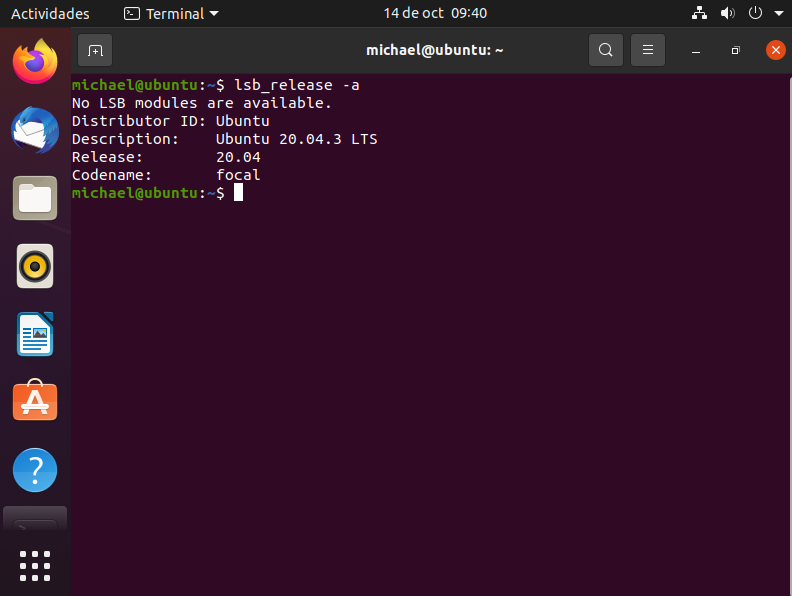 Actividades Terminal 14 de oct 09:40
michael@ubuntu: ~
michael@ubuntu:~$ lsb_release -a
No LSB modules are available.
Distributor ID: Ubuntu
Description:    Ubuntu 20.04.3 LTS
Release:        20.04
Codename:       focal
michael@ubuntu:~$